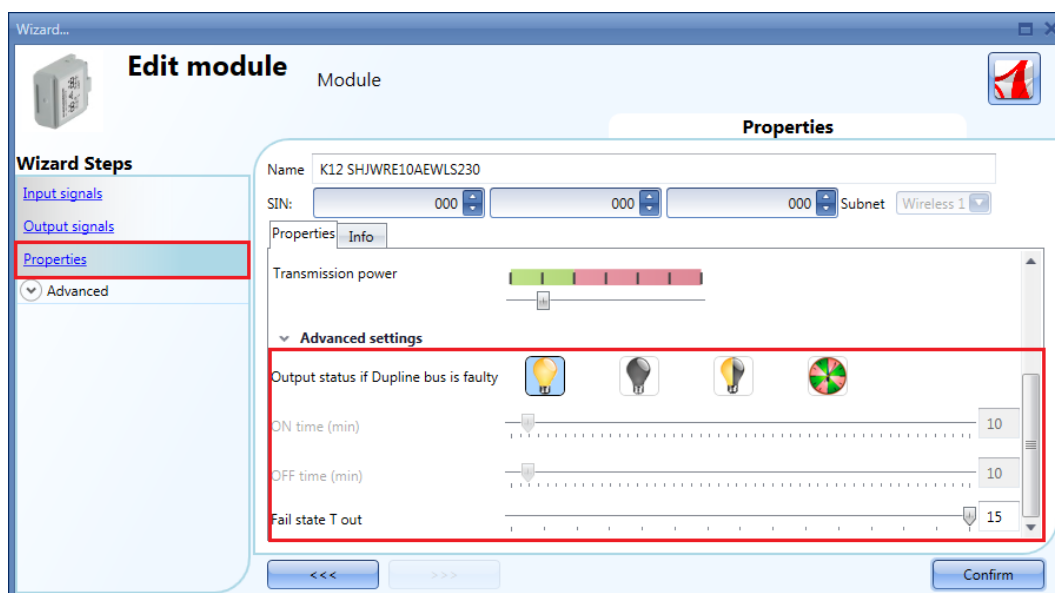 Wizard...
Edit module
Module
Properties
Wizard Steps
Input signals
Output signals
Properties
Advanced
Name K12 SHJWRE10AEWLS230
SIN: 000 000 000 Subnet Wireless 1
Properties Info
Transmission power
Advanced settings
Output status if Dupline bus is faulty
ON time (min) 10
OFF time (min) 10
Fail state T out 15
<<< >>> Confirm